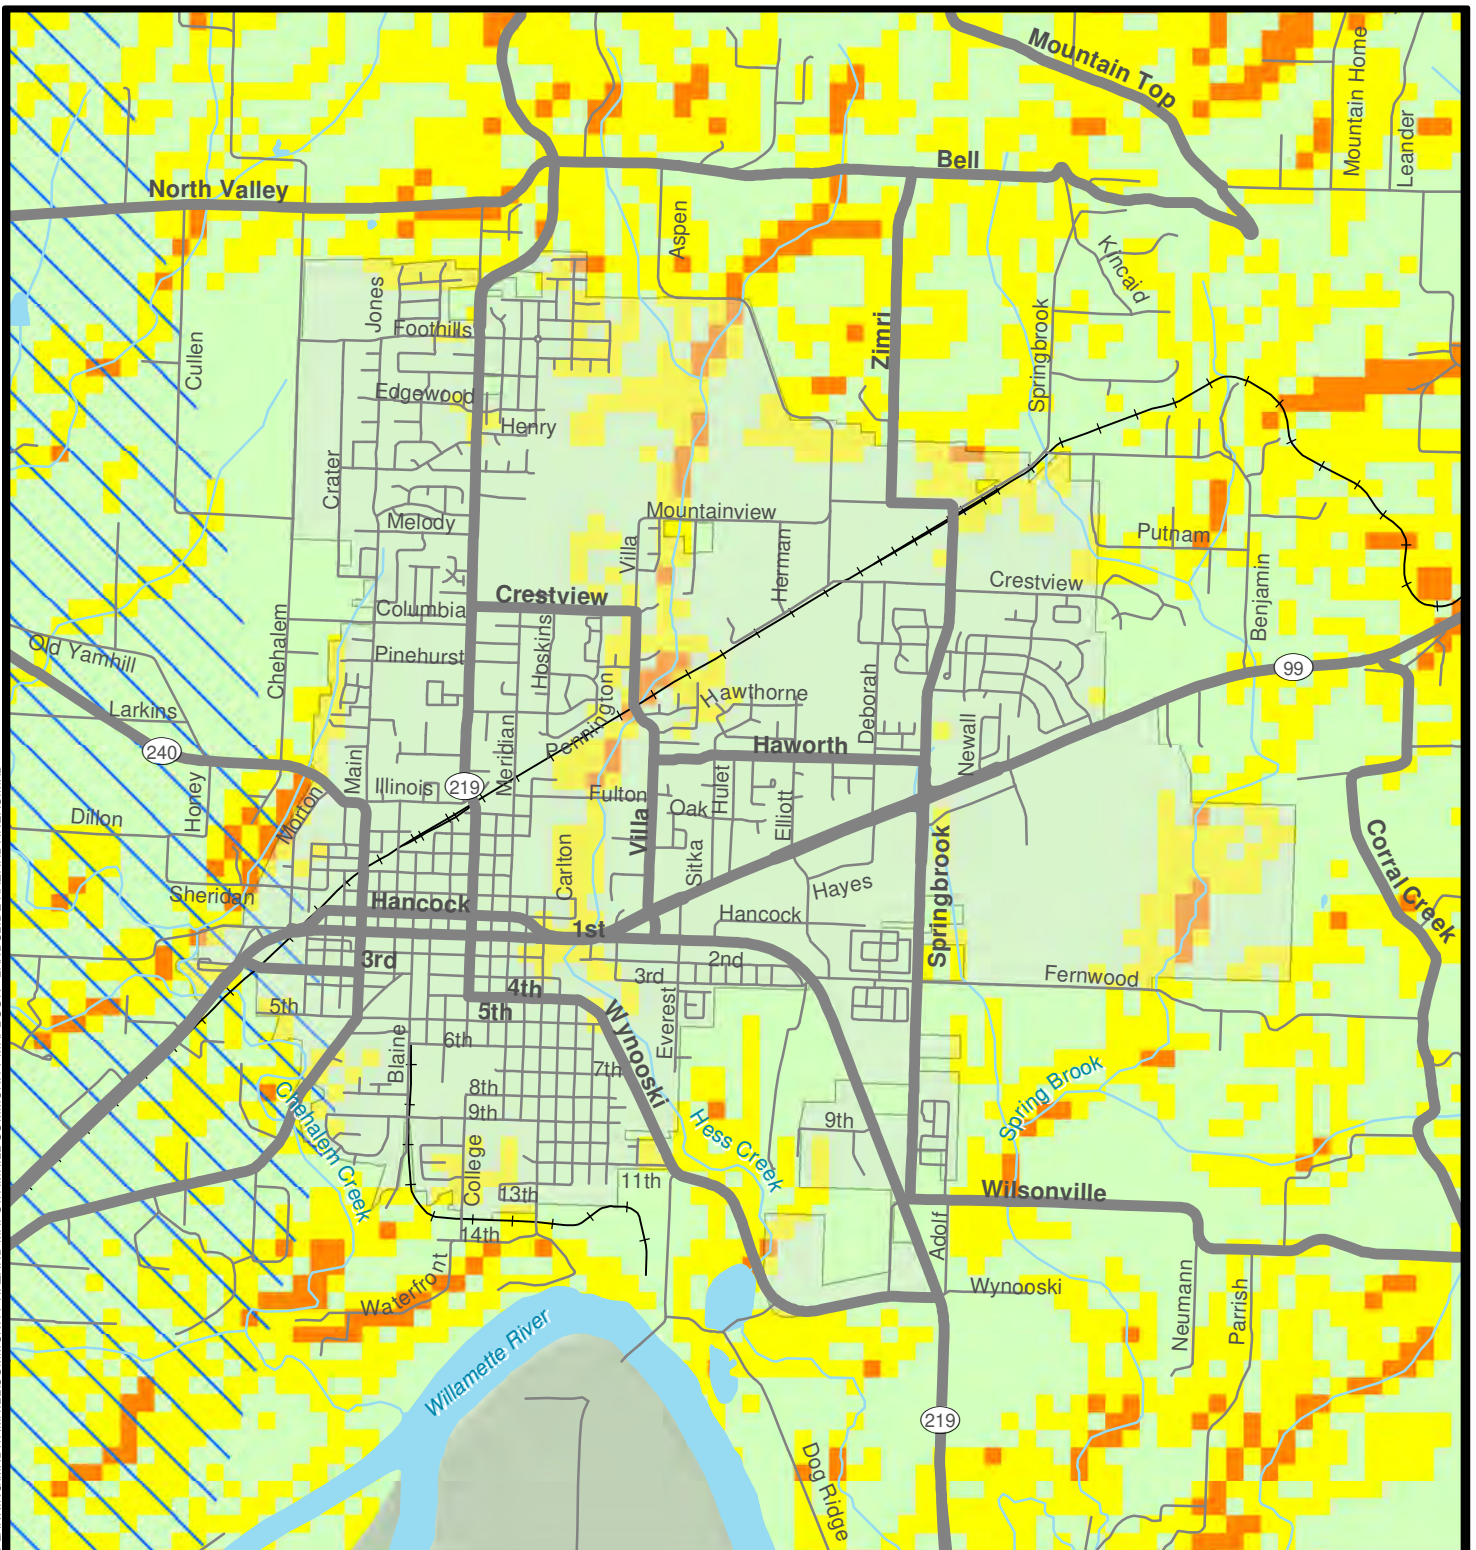 Mountain Top
Mountain Home
Leander
Bell
North Valley
Aspen
Kincaid
Jones
Foothills
Zimri
Springbrook
Cullen
Edgewood
Henry
Crater
Melody
Mountainview
Putnam
Villa
Herman
Crestview
Crestview
Columbia
Benjamin
Hoskins
Chehalem
Old Yamhill
Pinehurst
99
Hawthorne
Deborah
Larkins
Pennington
Newall
Meridian
240
Haworth
Main
Illinois
219
Honey
Morton
Fulton
Hulet
Oak
Elliott
Dillon
Villa
Corral Creek
Carlton
Sitka
Springbrook
Sheridan
Hayes
Hancock
Hancock
1st
3rd
2nd
3rd
Fernwood
4th
5th
5th
Wynooski
Everest
6th
Blaine
7th
8th
9th
Spring Brook
Chehalem Creek
Hess Creek
9th
College
11th
13th
Wilsonville
14th
Adolf
Waterfront
Wynooski
Neumann
Parrish
Willamette River
219
Dog Ridge